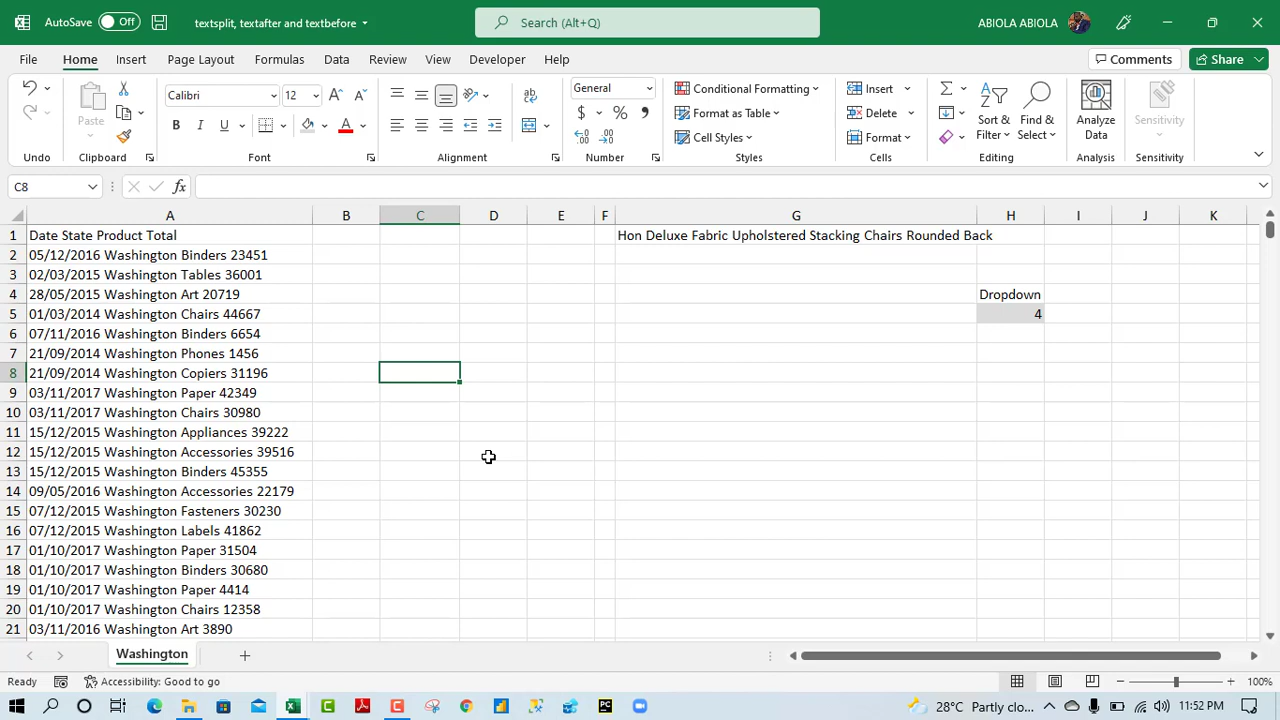 AutoSave Off textsplit, textafter and textbefore Search (Alt+Q) ABIOLA ABIOLA
File Home Insert Page Layout Formulas Data Review View Developer Help Comments Share
Calibri 12 General Conditional Formatting Insert
Paste Format as Table Delete Sort & Filter Find & Select Analyze Data Sensitivity
B I U A $ % Cell Styles Format
Undo Clipboard Font Alignment Number Styles Cells Editing Analysis Sensitivity
C8 fx
A B C D E F G H I J K
1 Date State Product Total Hon Deluxe Fabric Upholstered Stacking Chairs Rounded Back
2 05/12/2016 Washington Binders 23451
3 02/03/2015 Washington Tables 36001
4 28/05/2015 Washington Art 20719 Dropdown
5 01/03/2014 Washington Chairs 44667 4
6 07/11/2016 Washington Binders 6654
7 21/09/2014 Washington Phones 1456
8 21/09/2014 Washington Copiers 31196
9 03/11/2017 Washington Paper 42349
10 03/11/2017 Washington Chairs 30980
11 15/12/2015 Washington Appliances 39222
12 15/12/2015 Washington Accessories 39516
13 15/12/2015 Washington Binders 45355
14 09/05/2016 Washington Accessories 22179
15 07/12/2015 Washington Fasteners 30230
16 07/12/2015 Washington Labels 41862
17 01/10/2017 Washington Paper 31504
18 01/10/2017 Washington Binders 30680
19 01/10/2017 Washington Paper 4414
20 01/10/2017 Washington Chairs 12358
21 03/11/2016 Washington Art 3890
Washington
Ready Accessibility: Good to go 100%
28°C Partly clo... 11:52 PM